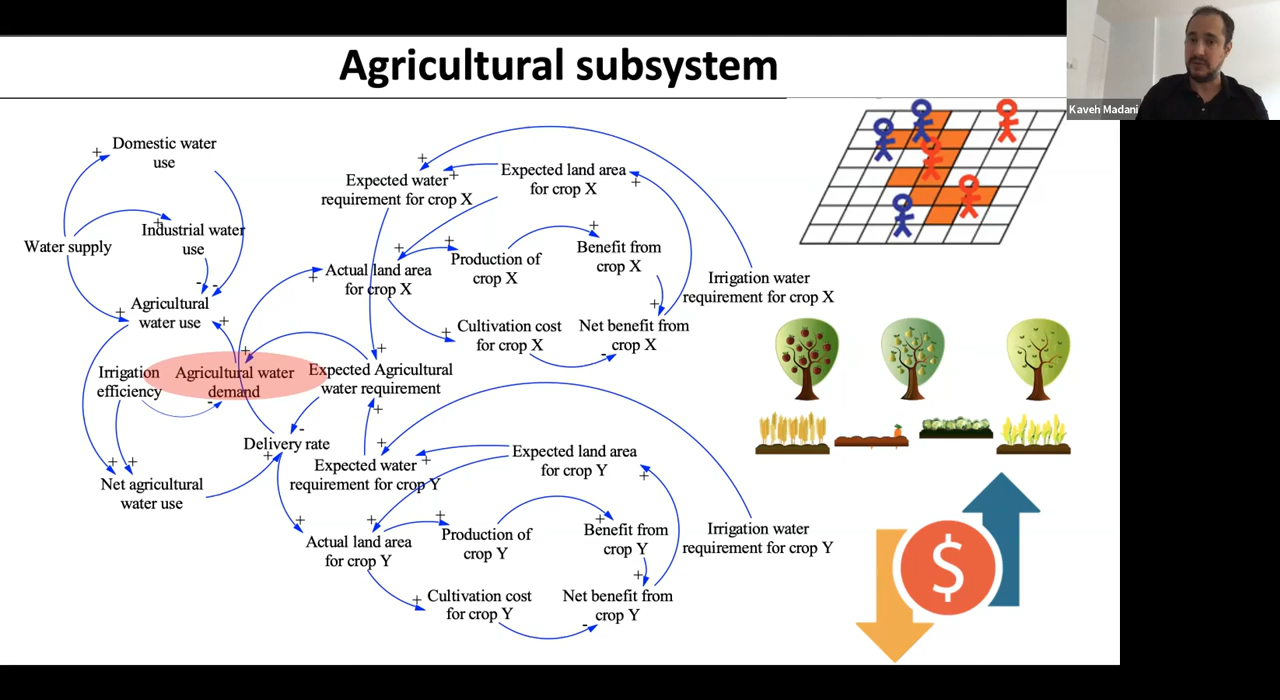 Agricultural subsystem
Kaveh Madani
Domestic water
use
Industrial water
use
Water supply
Agricultural
water use
Irrigation
efficiency
Agricultural water
demand
Expected Agricultural
water requirement
Delivery rate
Net agricultural
water use
Expected water
requirement for crop X
Expected land area
for crop X
Actual land area
for crop X
Production of
crop X
Benefit from
crop X
Cultivation cost
for crop X
Net benefit from
crop X
Irrigation water
requirement for crop X
Expected water
requirement for crop Y
Expected land area
for crop Y
Actual land area
for crop Y
Production of
crop Y
Benefit from
crop Y
Cultivation cost
for crop Y
Net benefit from
crop Y
Irrigation water
requirement for crop Y
$